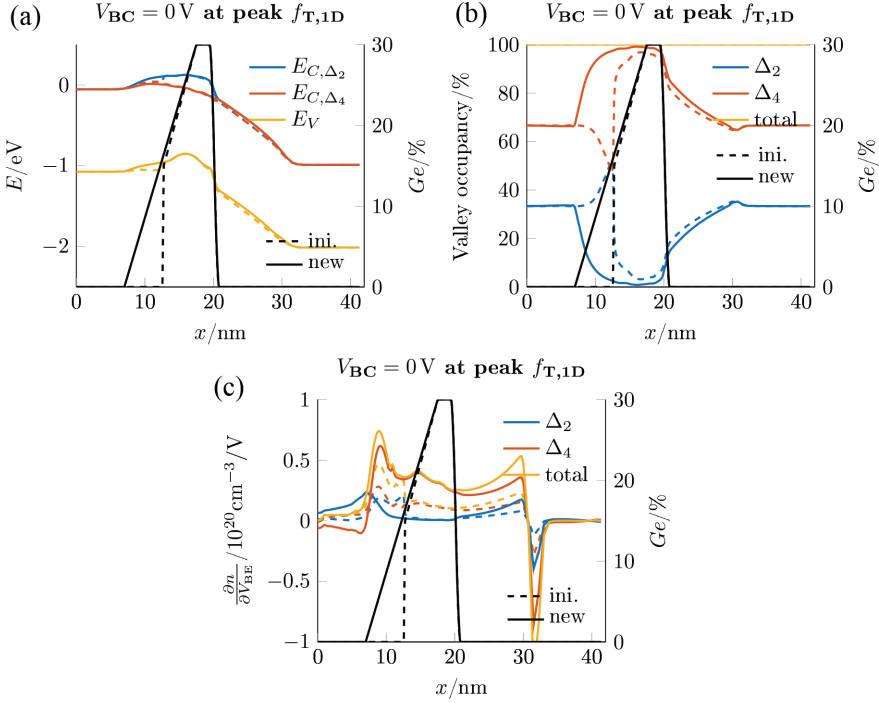 (a)
V_BC = 0 V at peak f_T,1D
0
−1
−2
E/eV
30
20
10
0
Ge/%
E_C,Δ₂
E_C,Δ₄
E_V
ini.
new
0 10 20 30 40
x/nm
(b)
V_BC = 0 V at peak f_T,1D
100
80
60
40
20
0
Valley occupancy/%
30
20
10
0
Ge/%
Δ₂
Δ₄
total
ini.
new
0 10 20 30 40
x/nm
(c)
V_BC = 0 V at peak f_T,1D
1
0.5
0
−0.5
−1
∂n/∂V_BE /10²⁰cm⁻³/V
30
20
10
0
Ge/%
Δ₂
Δ₄
total
ini.
new
0 10 20 30 40
x/nm